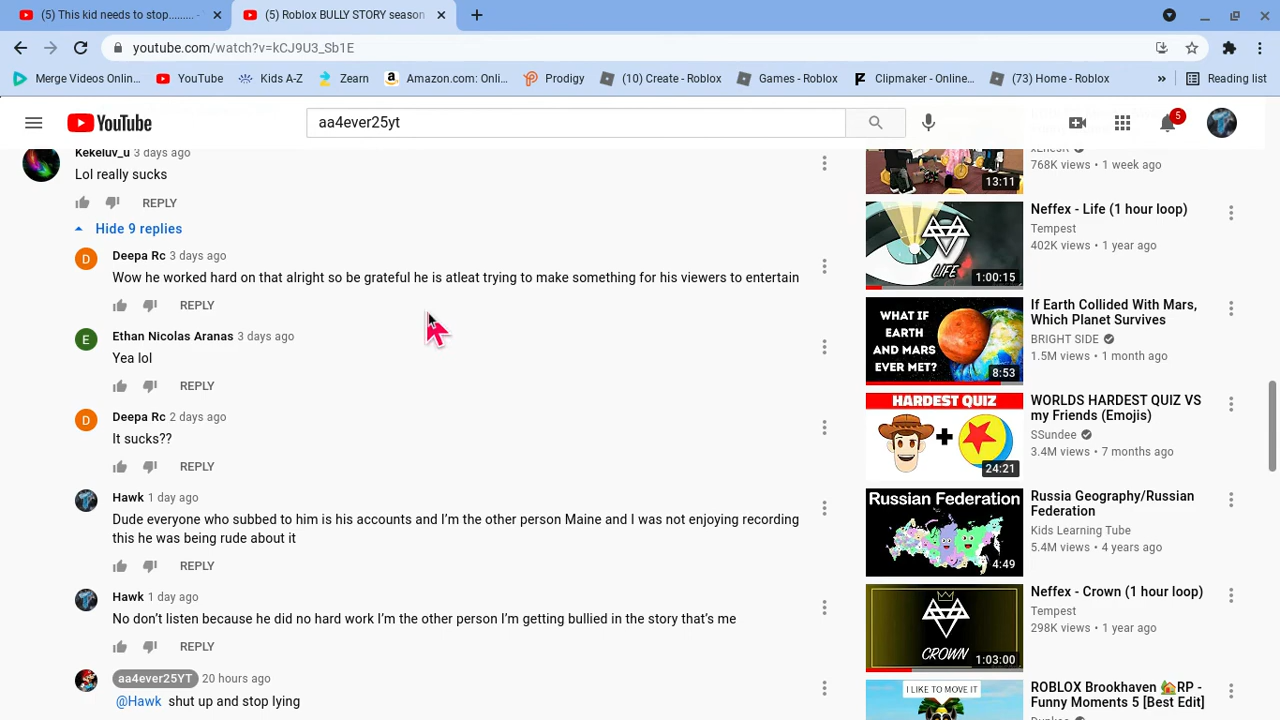 (5) This kid needs to stop.........
(5) Roblox BULLY STORY season
youtube.com/watch?v=kCJ9U3_Sb1E
Merge Videos Onlin...
YouTube
Kids A-Z
Zearn
Amazon.com: Onli...
Prodigy
(10) Create - Roblox
Games - Roblox
Clipmaker - Online...
(73) Home - Roblox
»
Reading list
YouTube
aa4ever25yt
5
Kekeluv_u 3 days ago
Lol really sucks
REPLY
Hide 9 replies
D
Deepa Rc 3 days ago
Wow he worked hard on that alright so be grateful he is atleat trying to make something for his viewers to entertain
REPLY
E
Ethan Nicolas Aranas 3 days ago
Yea lol
REPLY
D
Deepa Rc 2 days ago
It sucks??
REPLY
Hawk 1 day ago
Dude everyone who subbed to him is his accounts and I’m the other person Maine and I was not enjoying recording
this he was being rude about it
REPLY
Hawk 1 day ago
No don’t listen because he did no hard work I’m the other person I’m getting bullied in the story that’s me
REPLY
aa4ever25YT 20 hours ago
@Hawk shut up and stop lying
13:11
768K views • 1 week ago
LIFE
1:00:15
Neffex - Life (1 hour loop)
Tempest
402K views • 1 year ago
WHAT IF
EARTH
AND MARS
EVER MET?
8:53
If Earth Collided With Mars,
Which Planet Survives
BRIGHT SIDE
1.5M views • 1 month ago
HARDEST QUIZ
+
24:21
WORLDS HARDEST QUIZ VS
my Friends (Emojis)
SSundee
3.4M views • 7 months ago
Russian Federation
4:49
Russia Geography/Russian
Federation
Kids Learning Tube
5.4M views • 4 years ago
CROWN
1:03:00
Neffex - Crown (1 hour loop)
Tempest
298K views • 1 year ago
I LIKE TO MOVE IT
ROBLOX Brookhaven 🏡RP -
Funny Moments 5 [Best Edit]